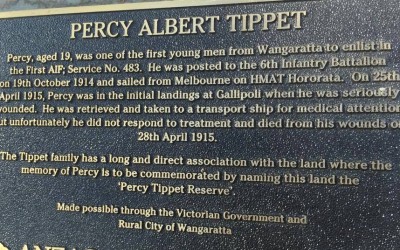 PERCY ALBERT TIPPET
Percy, aged 19, was one of the first young men from Wangaratta to enlist in
the First AIF; Service No. 483. He was posted to the 6th Infantry Battalion
on 19th October 1914 and sailed from Melbourne on HMAT Hororata. On 25th
April 1915, Percy was in the initial landings at Gallipoli when he was seriously
wounded. He was retrieved and taken to a transport ship for medical attention
but unfortunately he did not respond to treatment and died from his wounds on
28th April 1915.
The Tippet family has a long and direct association with the land where the
memory of Percy is to be commemorated by naming this land the
'Percy Tippet Reserve'.
Made possible through the Victorian Government and
Rural City of Wangaratta